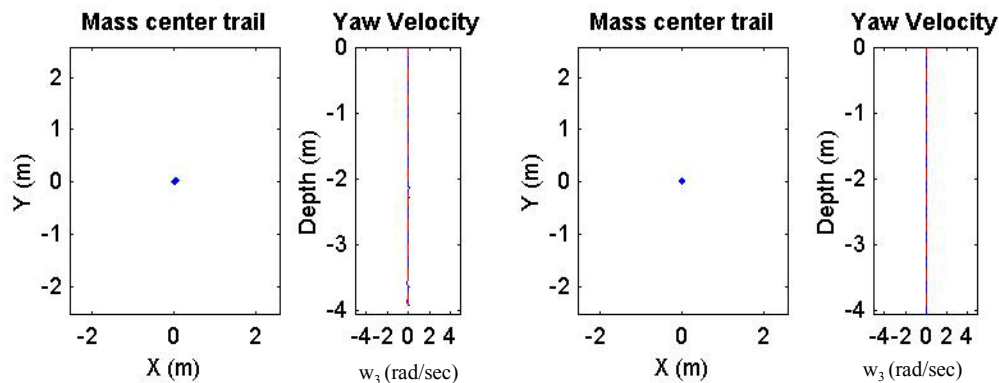 Mass center trail
2
1
0
-1
-2
Y (m)
-2 0 2
X (m)
Yaw Velocity
0
-1
-2
-3
-4
Depth (m)
-4 -2 0 2 4
w3 (rad/sec)
Mass center trail
2
1
0
-1
-2
Y (m)
-2 0 2
X (m)
Yaw Velocity
0
-1
-2
-3
-4
Depth (m)
-4 -2 0 2 4
w3 (rad/sec)